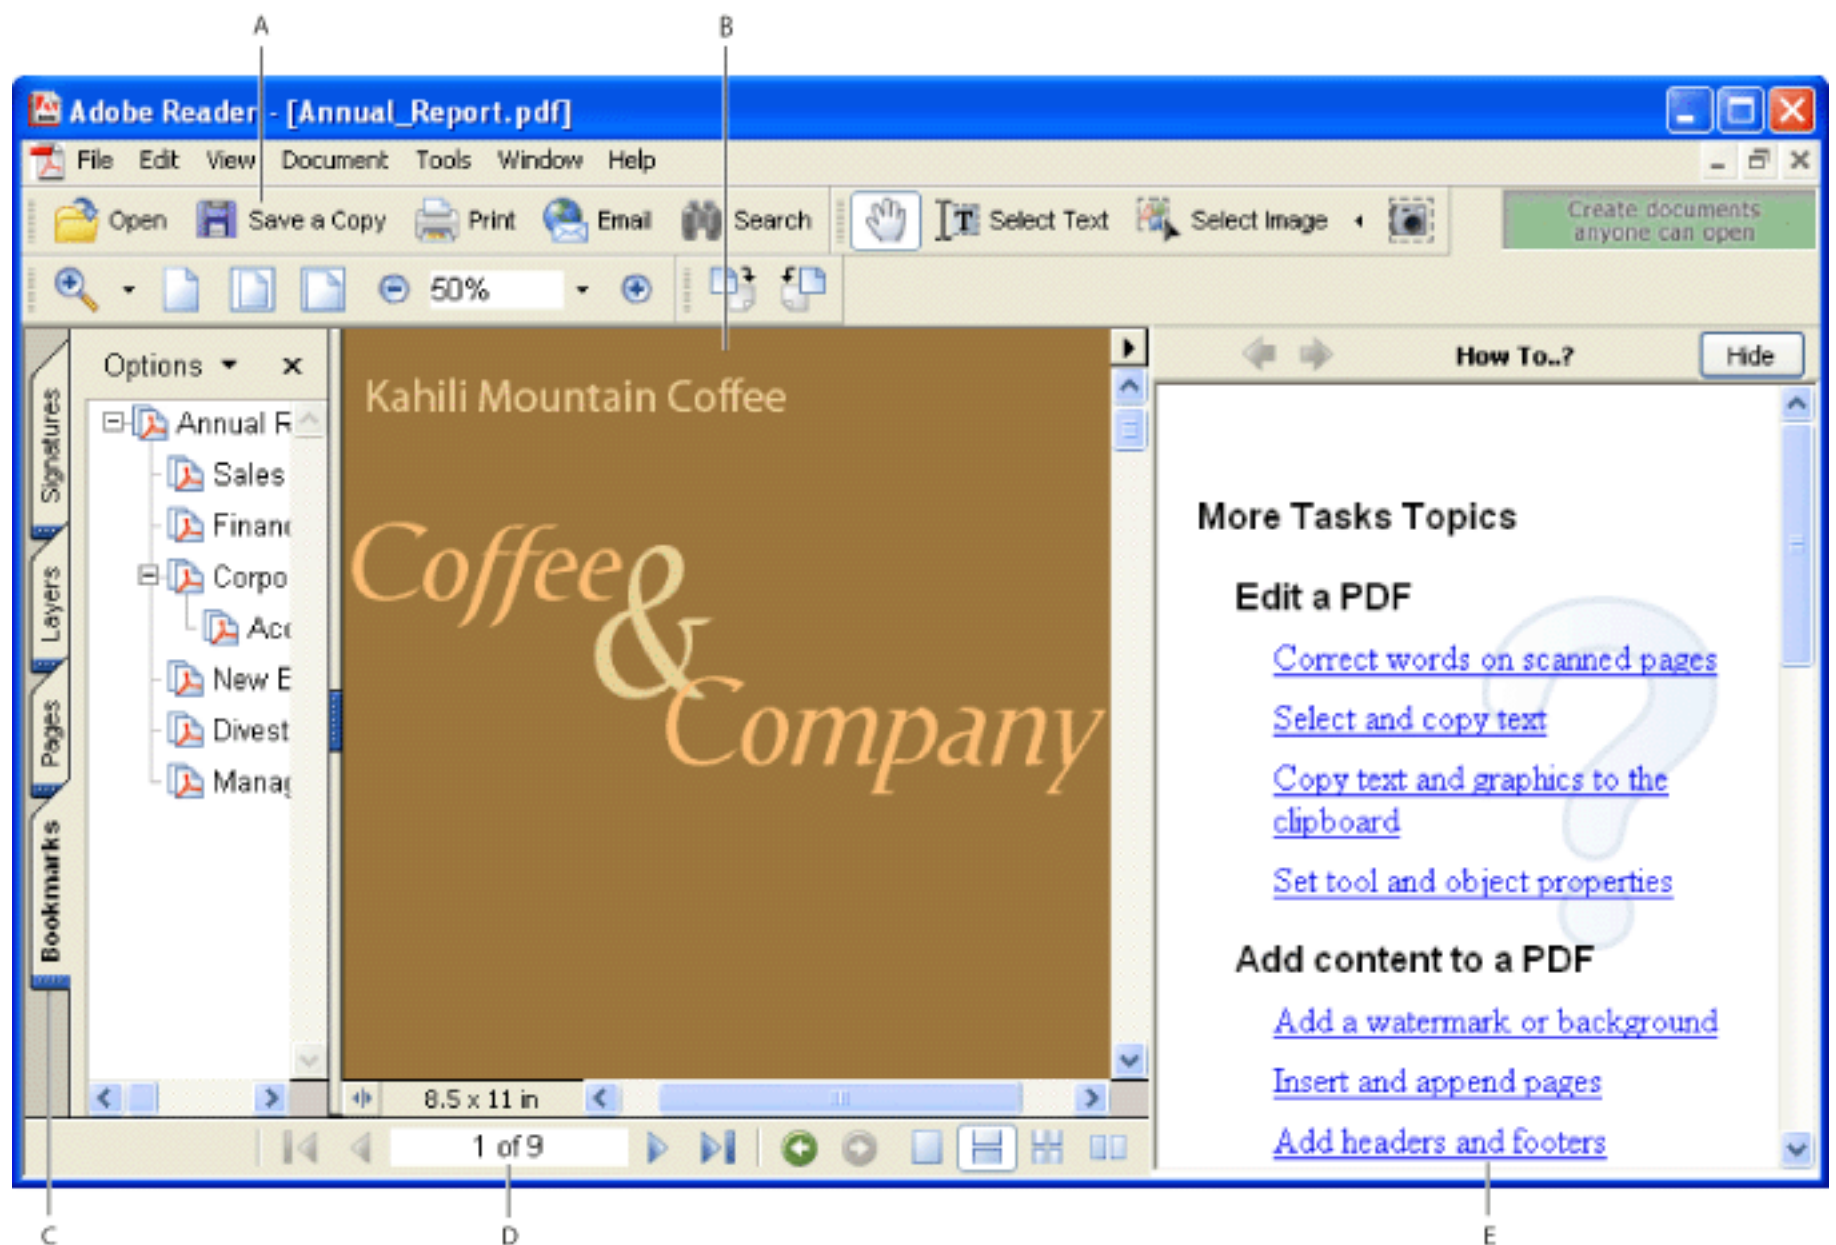 A
B
Adobe Reader - [Annual_Report.pdf]
File Edit View Document Tools Window Help
Open Save a Copy Print Email Search Select Text Select Image
Create documents
anyone can open
50%
Signatures
Layers
Pages
Bookmarks
Options
Annual R
Sales
Financ
Corpo
Acc
New E
Divest
Manag
Kahili Mountain Coffee
Coffee
&
Company
8.5 x 11 in
1 of 9
How To..?
Hide
More Tasks Topics
Edit a PDF
Correct words on scanned pages
Select and copy text
Copy text and graphics to the
clipboard
Set tool and object properties
Add content to a PDF
Add a watermark or background
Insert and append pages
Add headers and footers
C
D
E